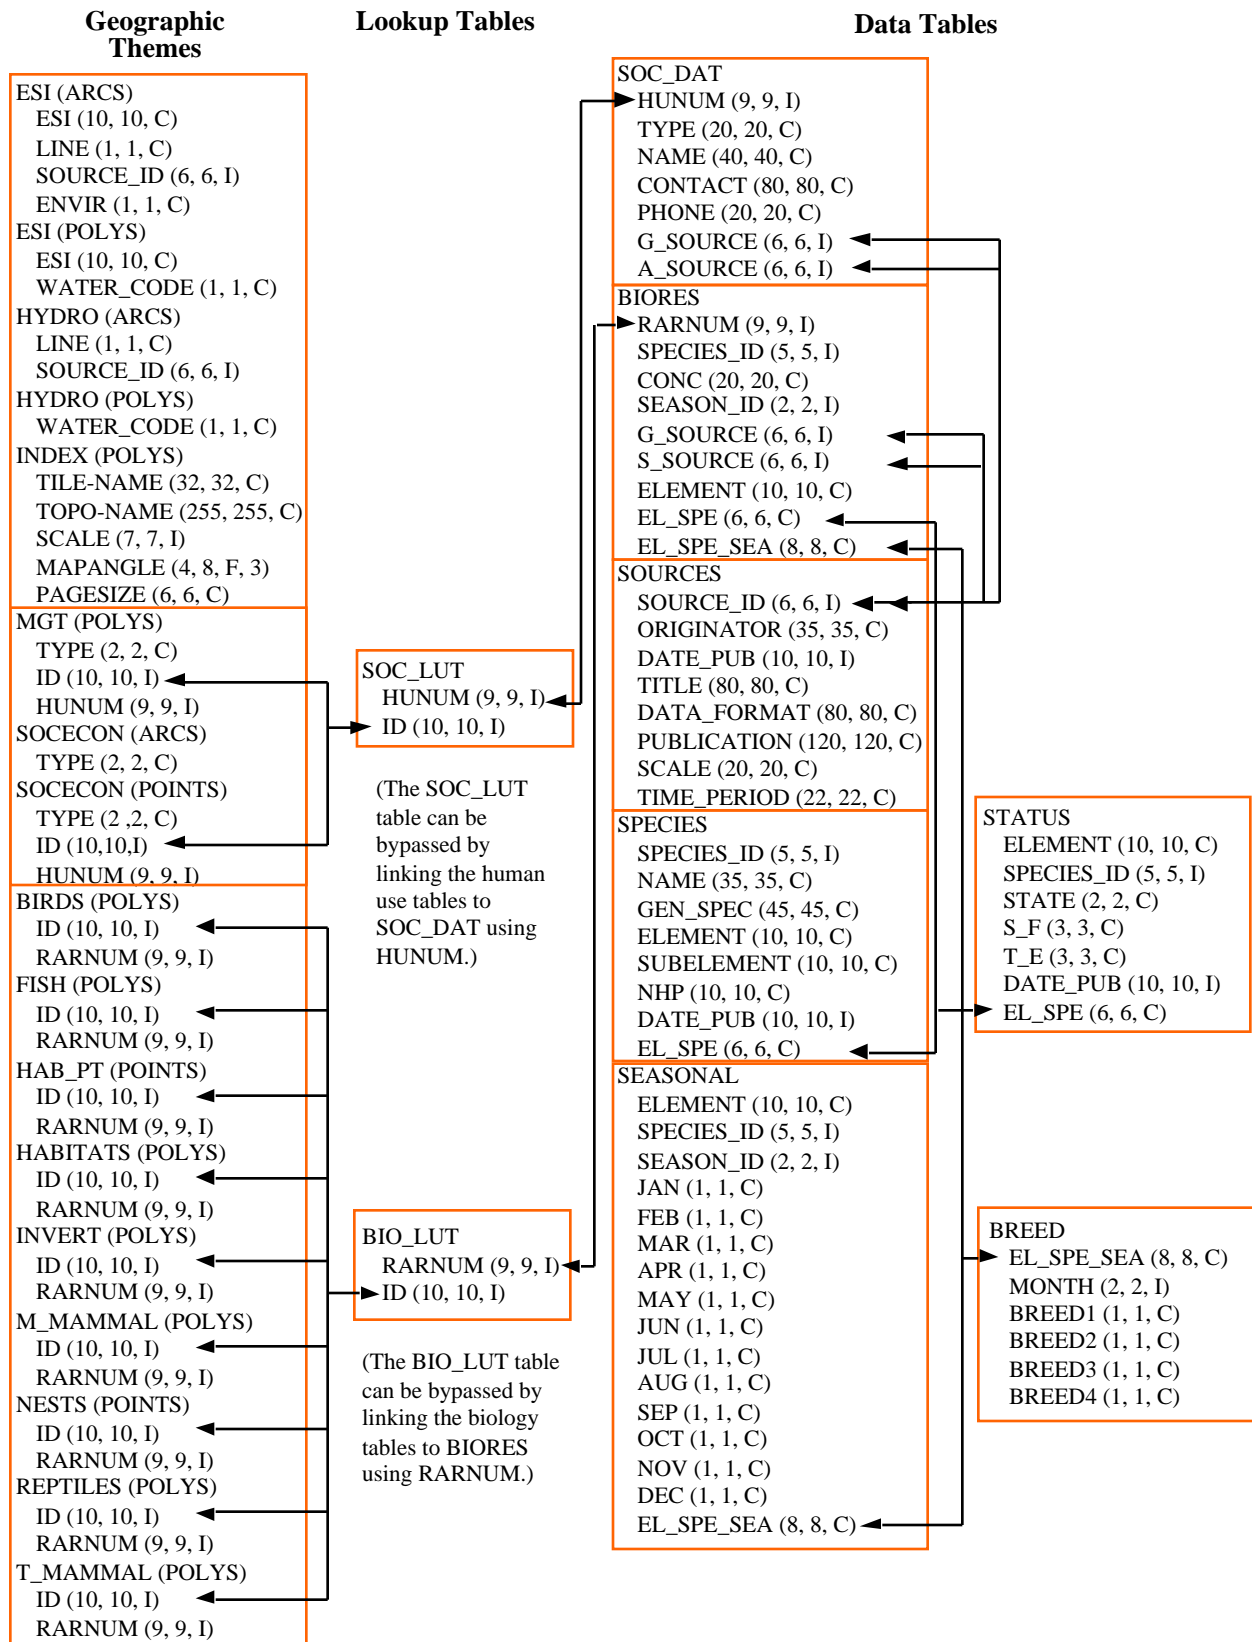 Geographic
Themes
ESI (ARCS)
ESI (10, 10, C)
LINE (1, 1, C)
SOURCE_ID (6, 6, I)
ENVIR (1, 1, C)
ESI (POLYS)
ESI (10, 10, C)
WATER_CODE (1, 1, C)
HYDRO (ARCS)
LINE (1, 1, C)
SOURCE_ID (6, 6, I)
HYDRO (POLYS)
WATER_CODE (1, 1, C)
INDEX (POLYS)
TILE-NAME (32, 32, C)
TOPO-NAME (255, 255, C)
SCALE (7, 7, I)
MAPANGLE (4, 8, F, 3)
PAGESIZE (6, 6, C)
MGT (POLYS)
TYPE (2, 2, C)
ID (10, 10, I)
HUNUM (9, 9, I)
SOCECON (ARCS)
TYPE (2, 2, C)
SOCECON (POINTS)
TYPE (2 ,2, C)
ID (10,10,I)
HUNUM (9, 9, I)
BIRDS (POLYS)
ID (10, 10, I)
RARNUM (9, 9, I)
FISH (POLYS)
ID (10, 10, I)
RARNUM (9, 9, I)
HAB_PT (POINTS)
ID (10, 10, I)
RARNUM (9, 9, I)
HABITATS (POLYS)
ID (10, 10, I)
RARNUM (9, 9, I)
INVERT (POLYS)
ID (10, 10, I)
RARNUM (9, 9, I)
M_MAMMAL (POLYS)
ID (10, 10, I)
RARNUM (9, 9, I)
NESTS (POINTS)
ID (10, 10, I)
RARNUM (9, 9, I)
REPTILES (POLYS)
ID (10, 10, I)
RARNUM (9, 9, I)
T_MAMMAL (POLYS)
ID (10, 10, I)
RARNUM (9, 9, I)
Lookup Tables
SOC_LUT
HUNUM (9, 9, I)
ID (10, 10, I)
(The SOC_LUT
table can be
bypassed by
linking the human
use tables to
SOC_DAT using
HUNUM.)
BIO_LUT
RARNUM (9, 9, I)
ID (10, 10, I)
(The BIO_LUT table
can be bypassed by
linking the biology
tables to BIORES
using RARNUM.)
Data Tables
SOC_DAT
HUNUM (9, 9, I)
TYPE (20, 20, C)
NAME (40, 40, C)
CONTACT (80, 80, C)
PHONE (20, 20, C)
G_SOURCE (6, 6, I)
A_SOURCE (6, 6, I)
BIORES
RARNUM (9, 9, I)
SPECIES_ID (5, 5, I)
CONC (20, 20, C)
SEASON_ID (2, 2, I)
G_SOURCE (6, 6, I)
S_SOURCE (6, 6, I)
ELEMENT (10, 10, C)
EL_SPE (6, 6, C)
EL_SPE_SEA (8, 8, C)
SOURCES
SOURCE_ID (6, 6, I)
ORIGINATOR (35, 35, C)
DATE_PUB (10, 10, I)
TITLE (80, 80, C)
DATA_FORMAT (80, 80, C)
PUBLICATION (120, 120, C)
SCALE (20, 20, C)
TIME_PERIOD (22, 22, C)
SPECIES
SPECIES_ID (5, 5, I)
NAME (35, 35, C)
GEN_SPEC (45, 45, C)
ELEMENT (10, 10, C)
SUBELEMENT (10, 10, C)
NHP (10, 10, C)
DATE_PUB (10, 10, I)
EL_SPE (6, 6, C)
SEASONAL
ELEMENT (10, 10, C)
SPECIES_ID (5, 5, I)
SEASON_ID (2, 2, I)
JAN (1, 1, C)
FEB (1, 1, C)
MAR (1, 1, C)
APR (1, 1, C)
MAY (1, 1, C)
JUN (1, 1, C)
JUL (1, 1, C)
AUG (1, 1, C)
SEP (1, 1, C)
OCT (1, 1, C)
NOV (1, 1, C)
DEC (1, 1, C)
EL_SPE_SEA (8, 8, C)
STATUS
ELEMENT (10, 10, C)
SPECIES_ID (5, 5, I)
STATE (2, 2, C)
S_F (3, 3, C)
T_E (3, 3, C)
DATE_PUB (10, 10, I)
EL_SPE (6, 6, C)
BREED
EL_SPE_SEA (8, 8, C)
MONTH (2, 2, I)
BREED1 (1, 1, C)
BREED2 (1, 1, C)
BREED3 (1, 1, C)
BREED4 (1, 1, C)